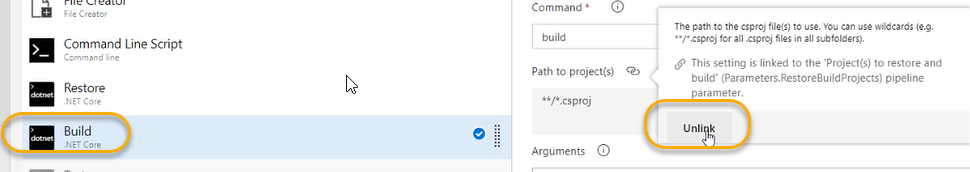 File Creator
File Creator
Command Line Script
Command line
Restore
.NET Core
dotnet
Build
.NET Core
dotnet
Command *
build
Path to project(s)
**/*.csproj
Arguments
The path to the csproj file(s) to use. You can use wildcards (e.g.
**/*.csproj for all .csproj files in all subfolders).
This setting is linked to the 'Project(s) to restore and
build' (Parameters.RestoreBuildProjects) pipeline
parameter.
Unlink